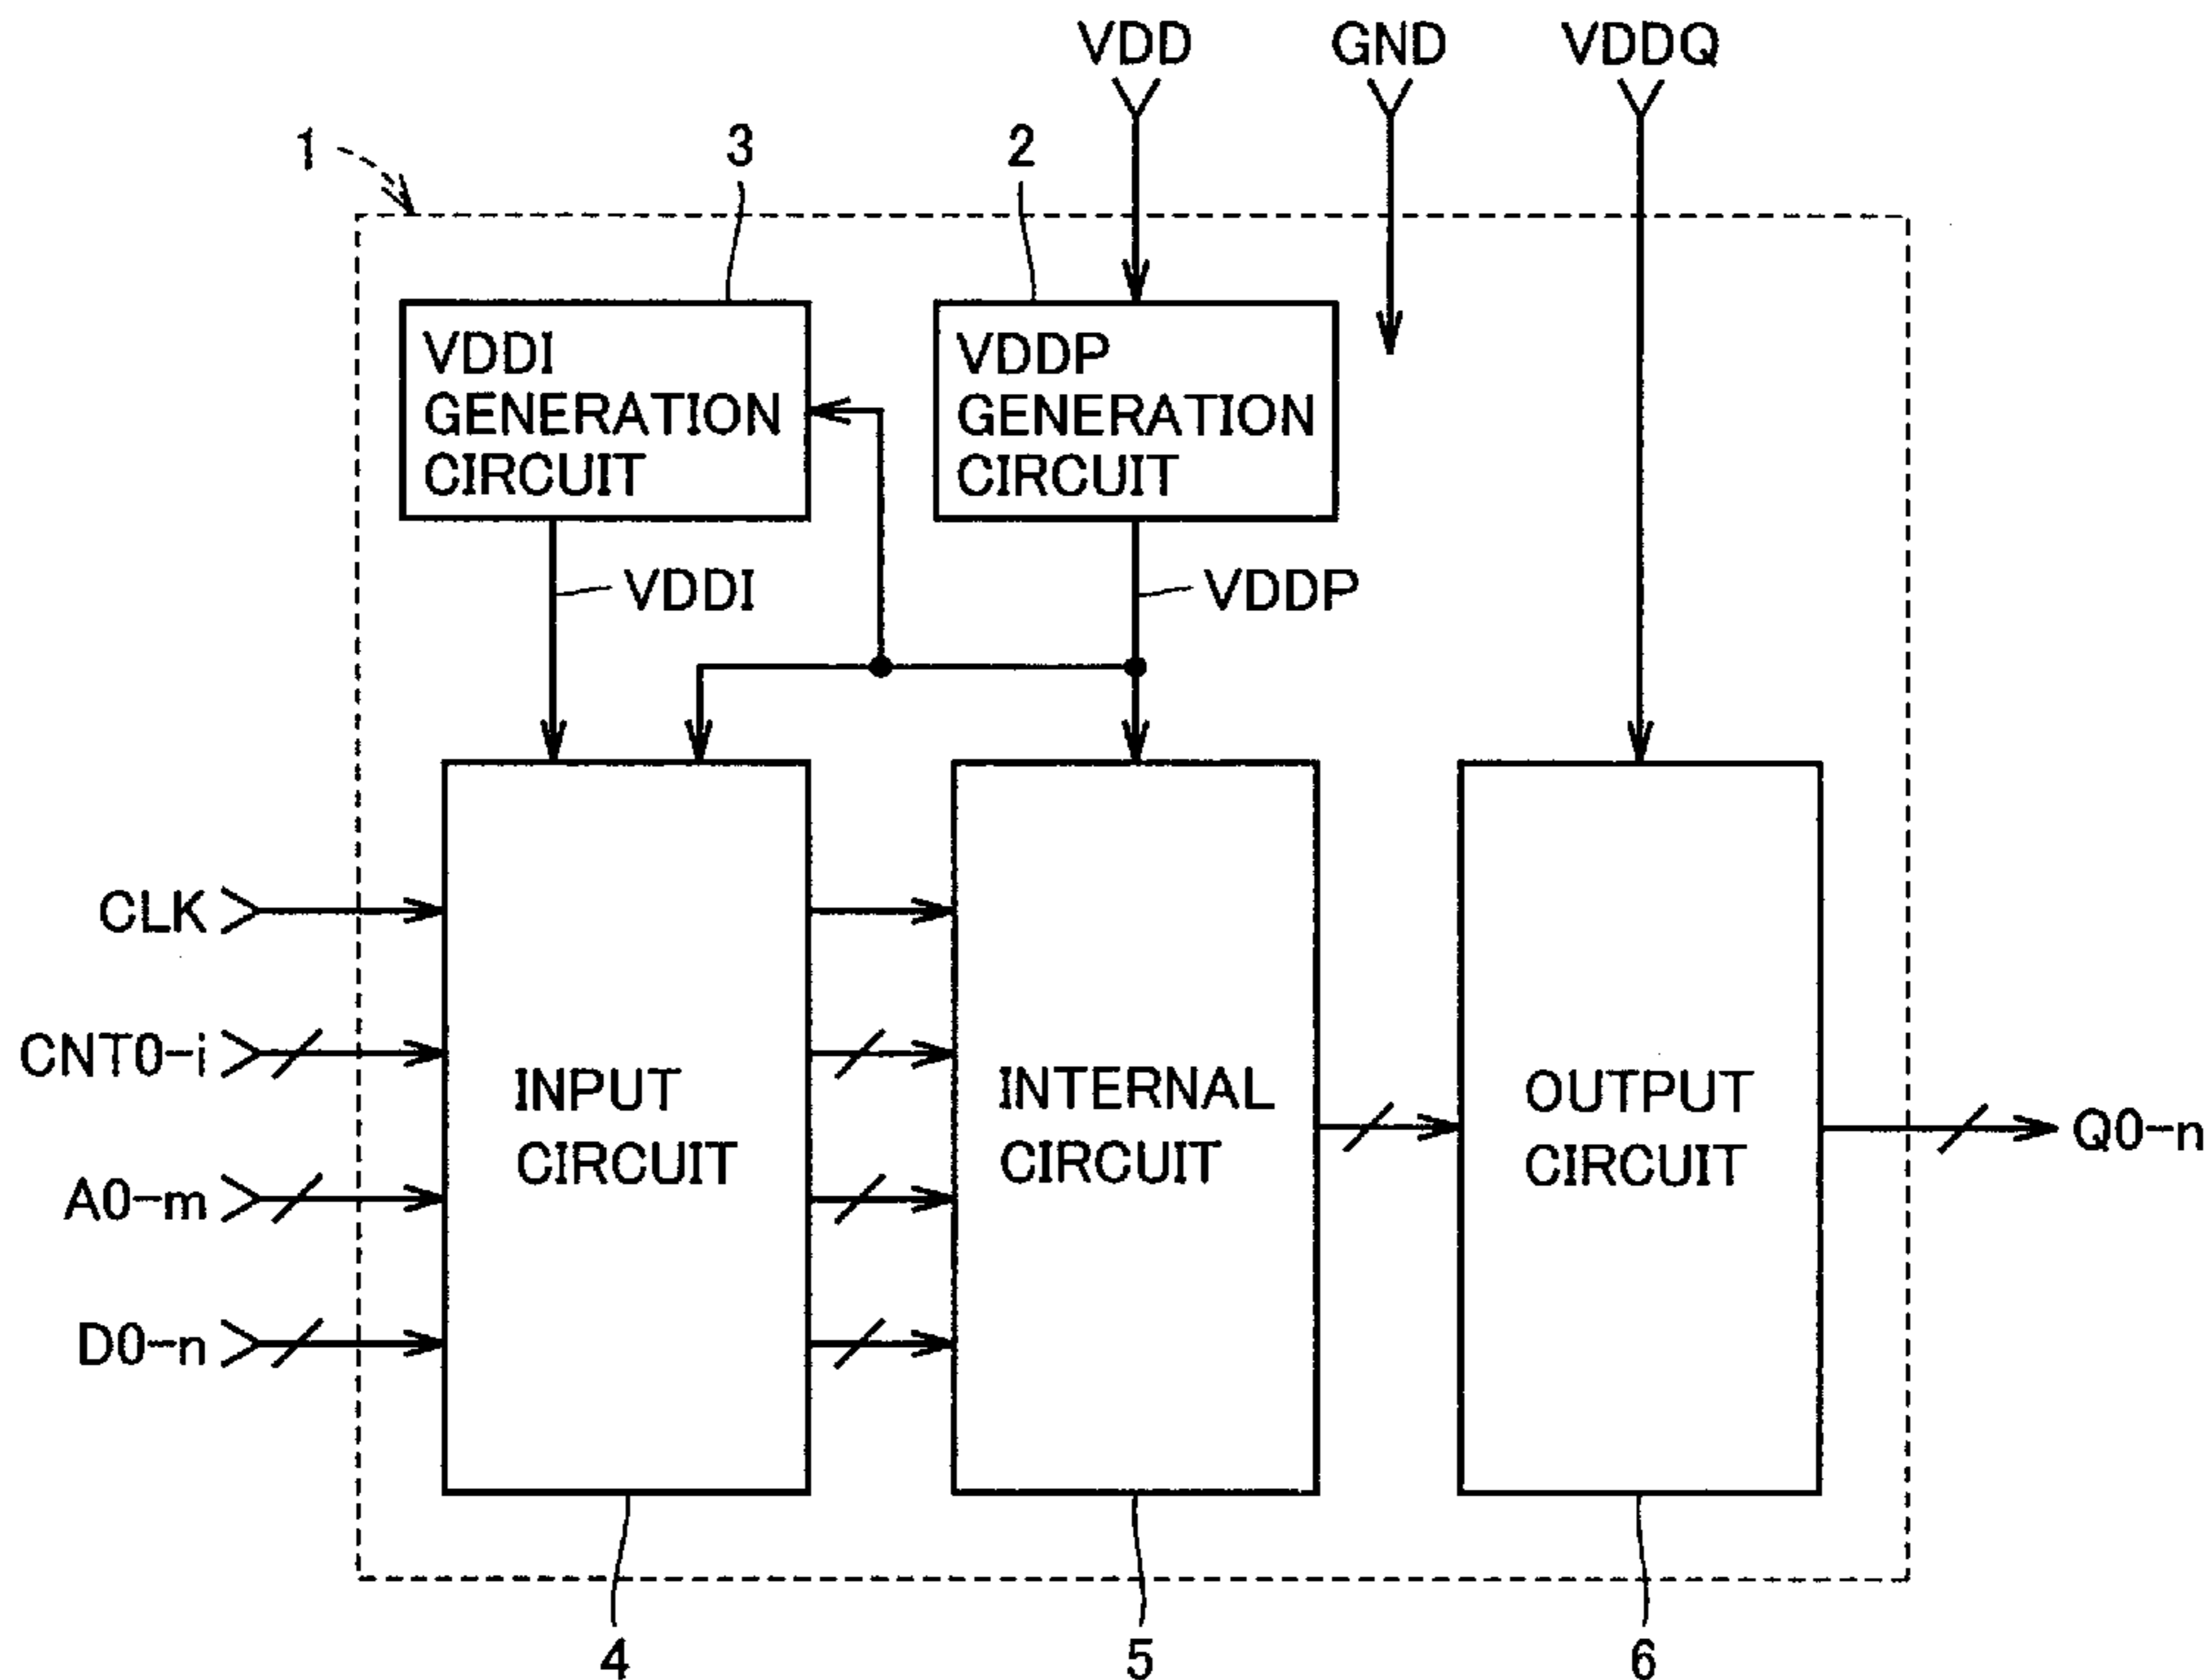 VDD GND VDDQ
1 3 2
VDDI
GENERATION
CIRCUIT
VDDP
GENERATION
CIRCUIT
VDDI VDDP
CLK
CNT0-i
A0-m
D0-n
INPUT
CIRCUIT
INTERNAL
CIRCUIT
OUTPUT
CIRCUIT
Q0-n
4 5 6